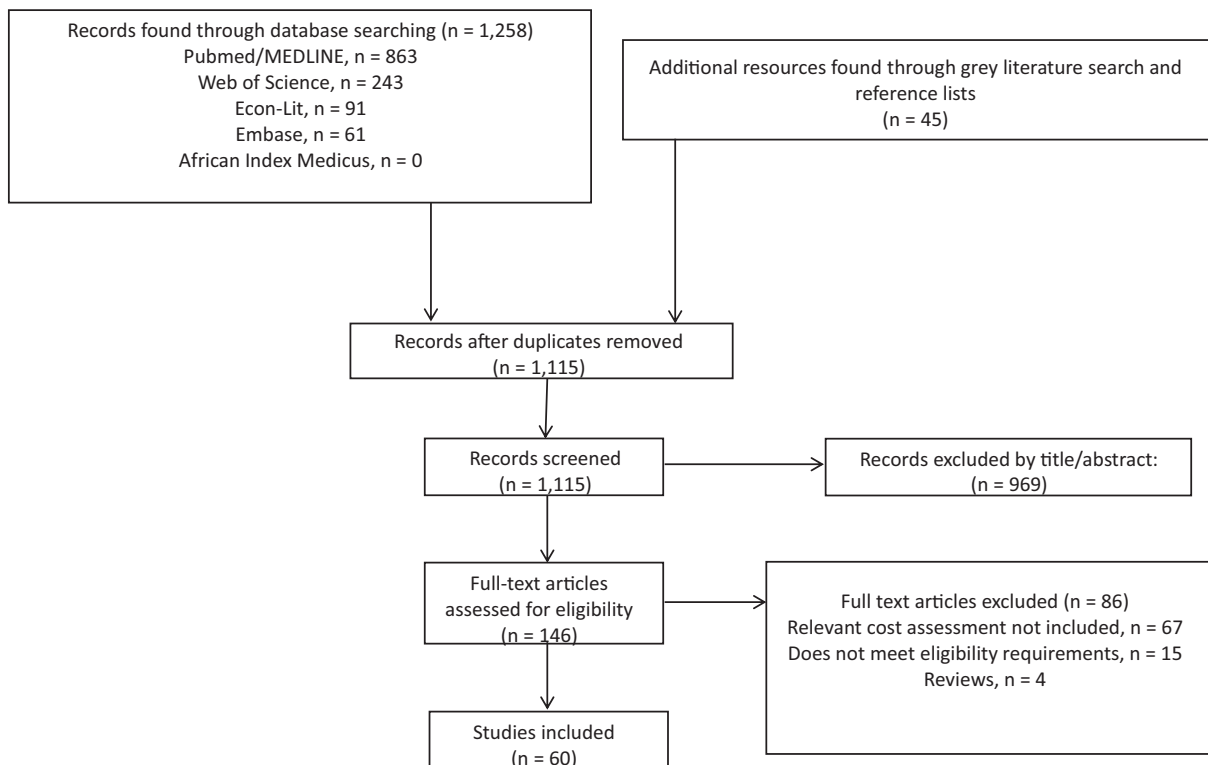 Records found through database searching (n = 1,258)
Pubmed/MEDLINE, n = 863
Web of Science, n = 243
Econ-Lit, n = 91
Embase, n = 61
African Index Medicus, n = 0
Additional resources found through grey literature search and
reference lists
(n = 45)
Records after duplicates removed
(n = 1,115)
Records screened
(n = 1,115)
Records excluded by title/abstract:
(n = 969)
Full-text articles
assessed for eligibility
(n = 146)
Full text articles excluded (n = 86)
Relevant cost assessment not included, n = 67
Does not meet eligibility requirements, n = 15
Reviews, n = 4
Studies included
(n = 60)